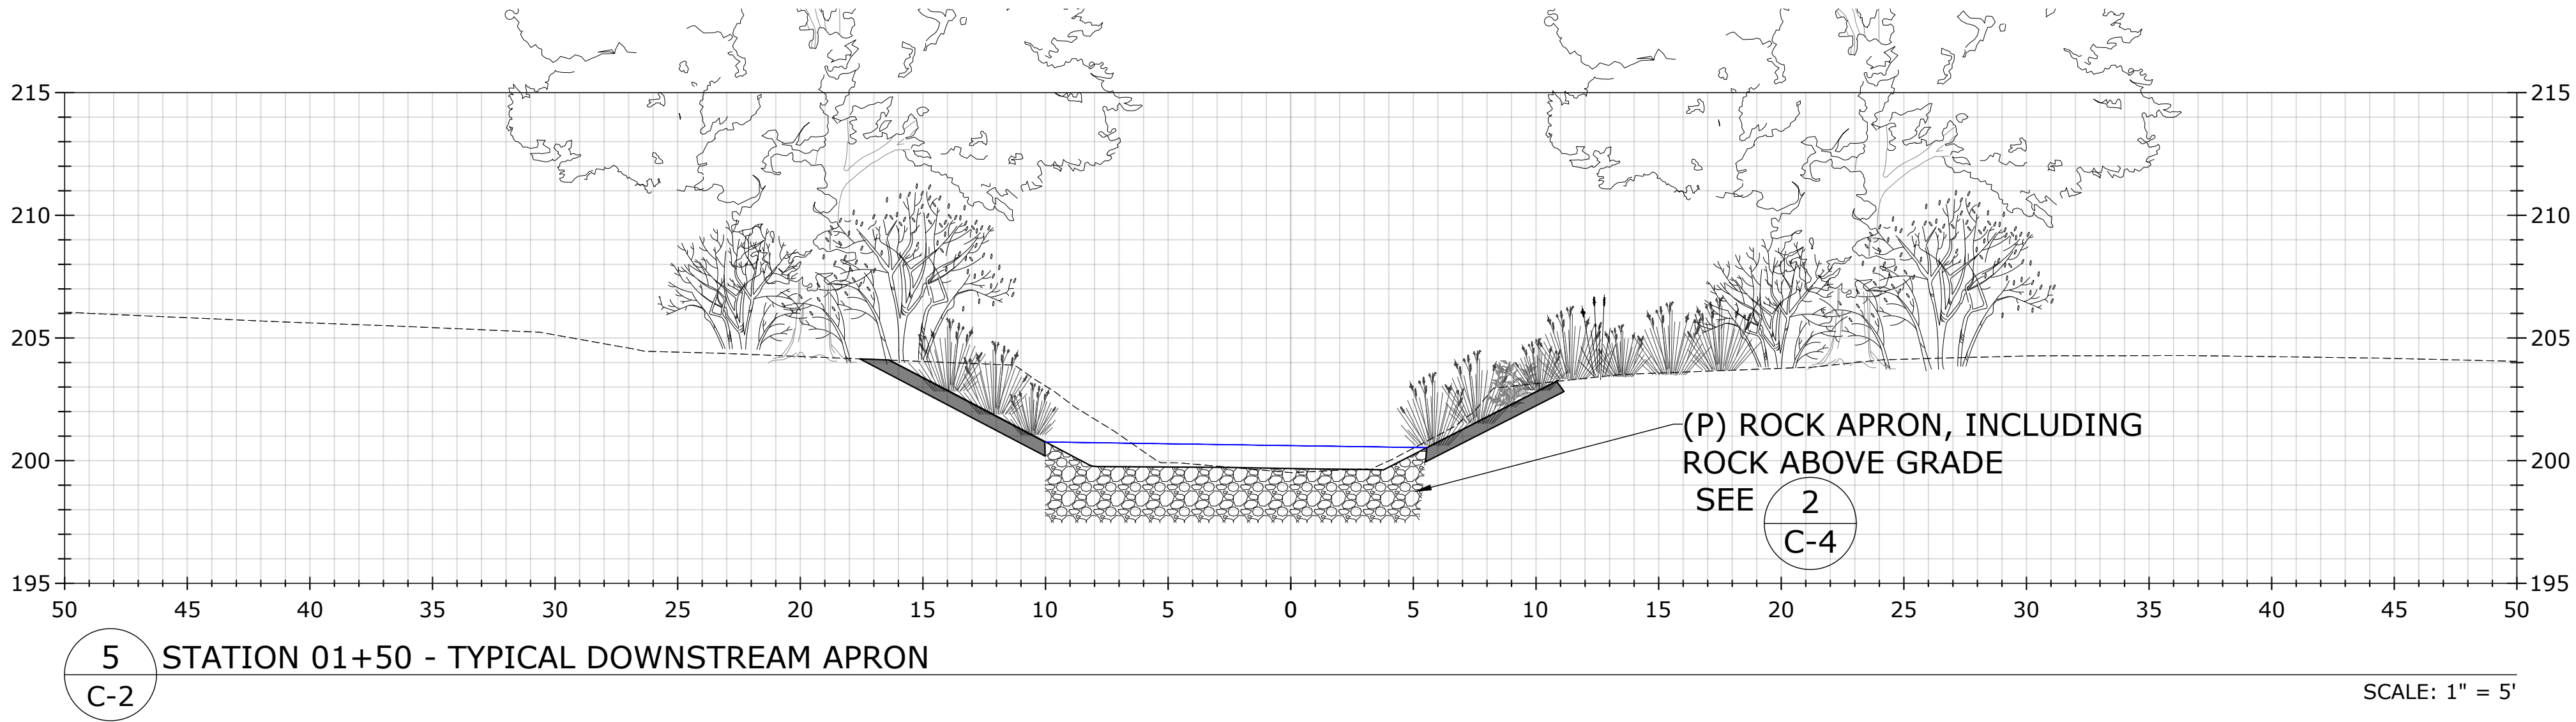 215 215
210 210
205 205
(P) ROCK APRON, INCLUDING
ROCK ABOVE GRADE
SEE 2
C-4
200 200
195 195
50 45 40 35 30 25 20 15 10 5 0 5 10 15 20 25 30 35 40 45 50
5 STATION 01+50 - TYPICAL DOWNSTREAM APRON
C-2
SCALE: 1" = 5'